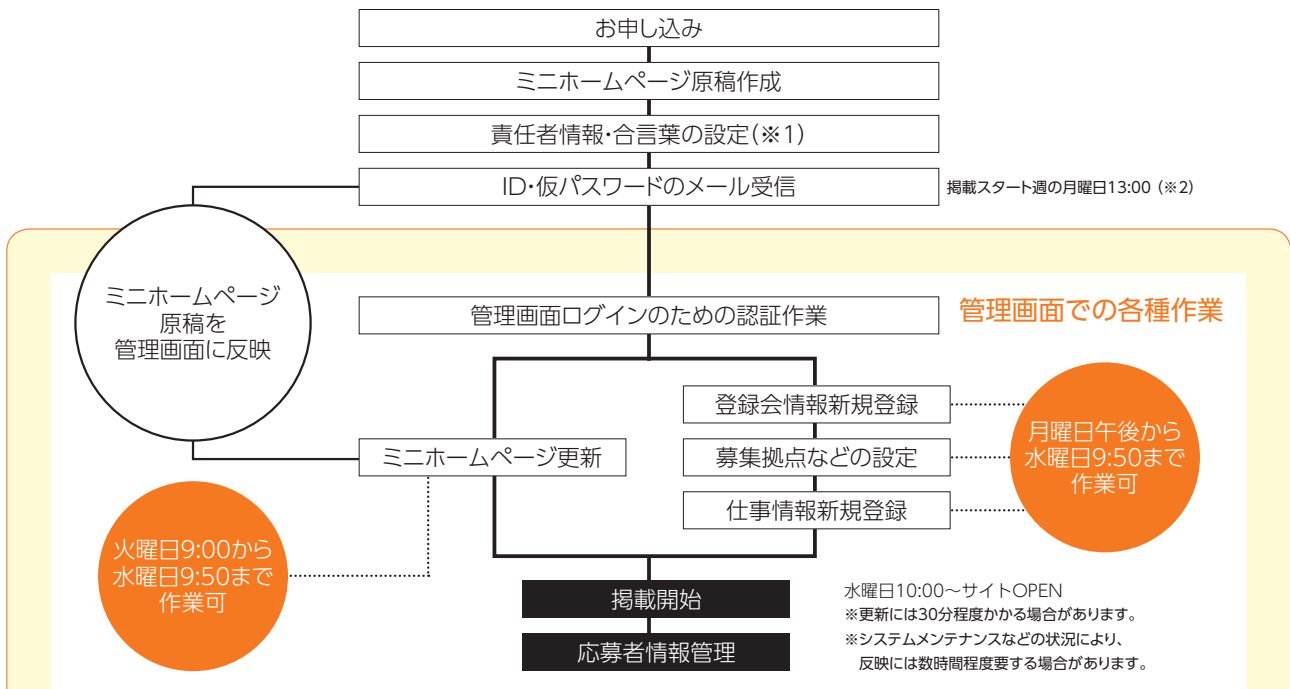 お申し込み
ミニホームページ原稿作成
責任者情報・合言葉の設定(※1)
ID・仮パスワードのメール受信
掲載スタート週の月曜日13:00 (※2)
ミニホームページ
原稿を
管理画面に反映
管理画面ログインのための認証作業
管理画面での各種作業
登録会情報新規登録
募集拠点などの設定
仕事情報新規登録
月曜日午後から
水曜日9:50まで
作業可
ミニホームページ更新
火曜日9:00から
水曜日9:50まで
作業可
掲載開始
応募者情報管理
水曜日10:00～サイトOPEN
※更新には30分程度かかる場合があります。
※システムメンテナンスなどの状況により、
反映には数時間程度要する場合があります。